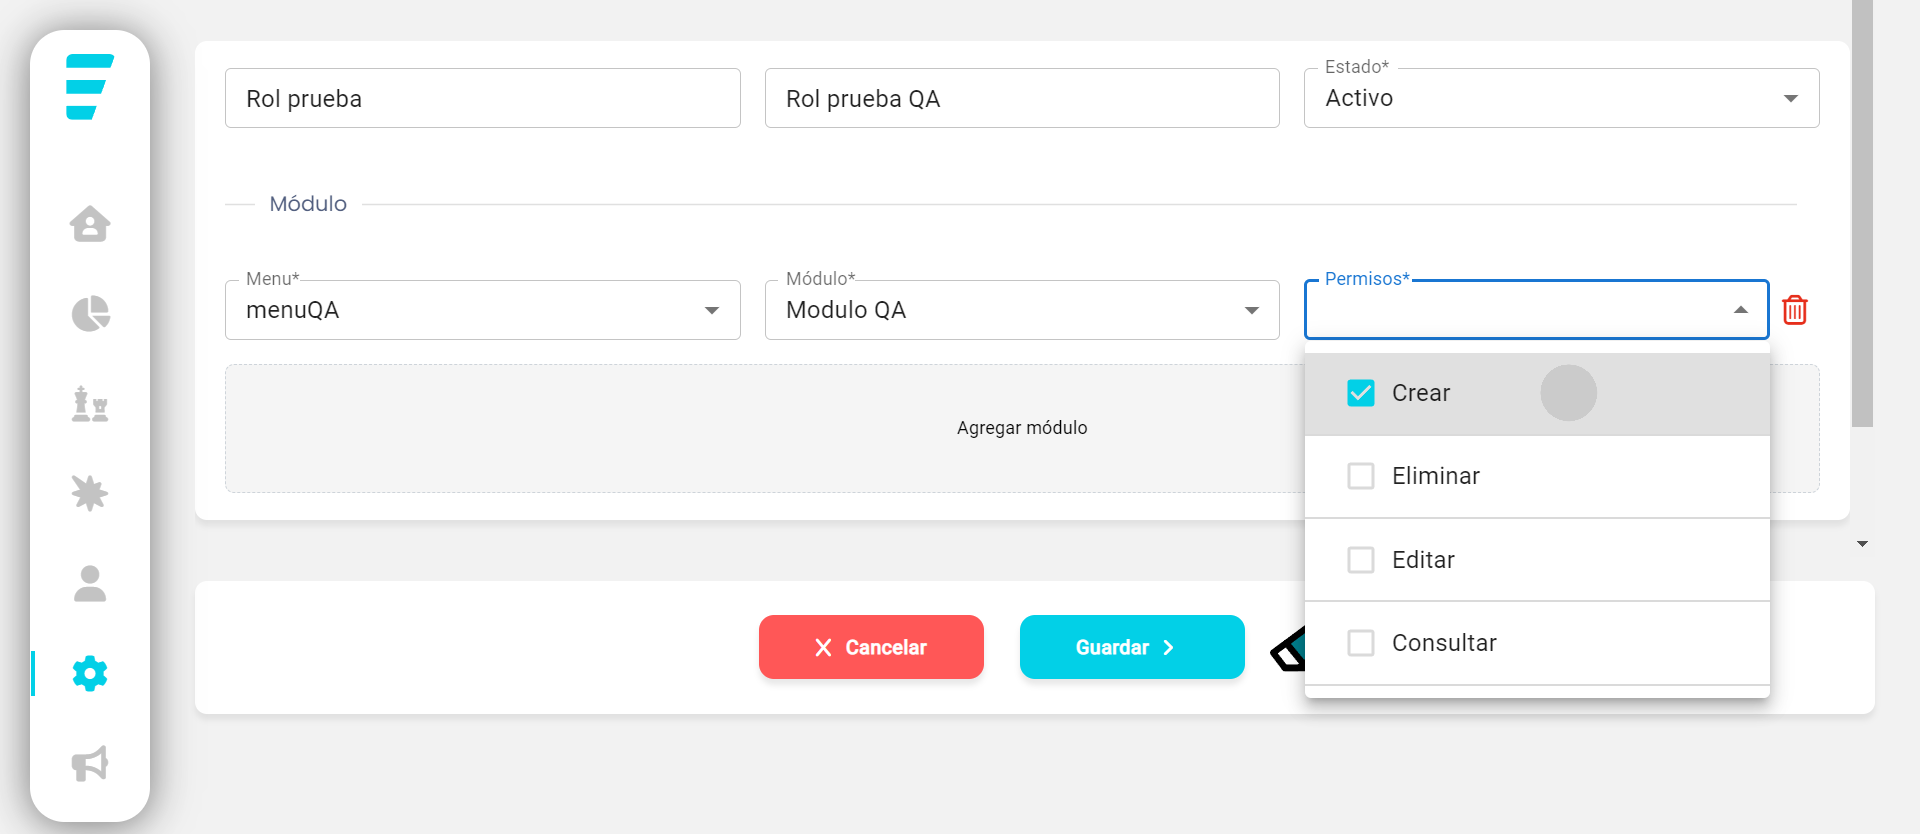 Rol prueba
Rol prueba QA
Estado*
Activo
Módulo
Menu*
menuQA
Módulo*
Modulo QA
Permisos*
Agregar módulo
Crear
Eliminar
Editar
Consultar
Cancelar
Guardar